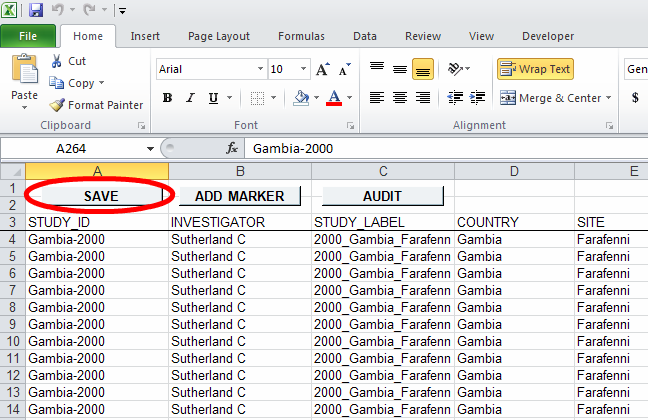 File Home Insert Page Layout Formulas Data Review View Developer
Cut
Copy
Format Painter
Paste
Arial 10 A A
B I U A
Wrap Text
Merge & Center
Gen
$
Clipboard Font Alignment
A264 fx Gambia-2000
A B C D E
1 SAVE ADD MARKER AUDIT
2
3 STUDY_ID INVESTIGATOR STUDY_LABEL COUNTRY SITE
4 Gambia-2000 Sutherland C 2000_Gambia_Farafenn Gambia Farafenni
5 Gambia-2000 Sutherland C 2000_Gambia_Farafenn Gambia Farafenni
6 Gambia-2000 Sutherland C 2000_Gambia_Farafenn Gambia Farafenni
7 Gambia-2000 Sutherland C 2000_Gambia_Farafenn Gambia Farafenni
8 Gambia-2000 Sutherland C 2000_Gambia_Farafenn Gambia Farafenni
9 Gambia-2000 Sutherland C 2000_Gambia_Farafenn Gambia Farafenni
10 Gambia-2000 Sutherland C 2000_Gambia_Farafenn Gambia Farafenni
11 Gambia-2000 Sutherland C 2000_Gambia_Farafenn Gambia Farafenni
12 Gambia-2000 Sutherland C 2000_Gambia_Farafenn Gambia Farafenni
13 Gambia-2000 Sutherland C 2000_Gambia_Farafenn Gambia Farafenni
14 Gambia-2000 Sutherland C 2000_Gambia_Farafenn Gambia Farafenni